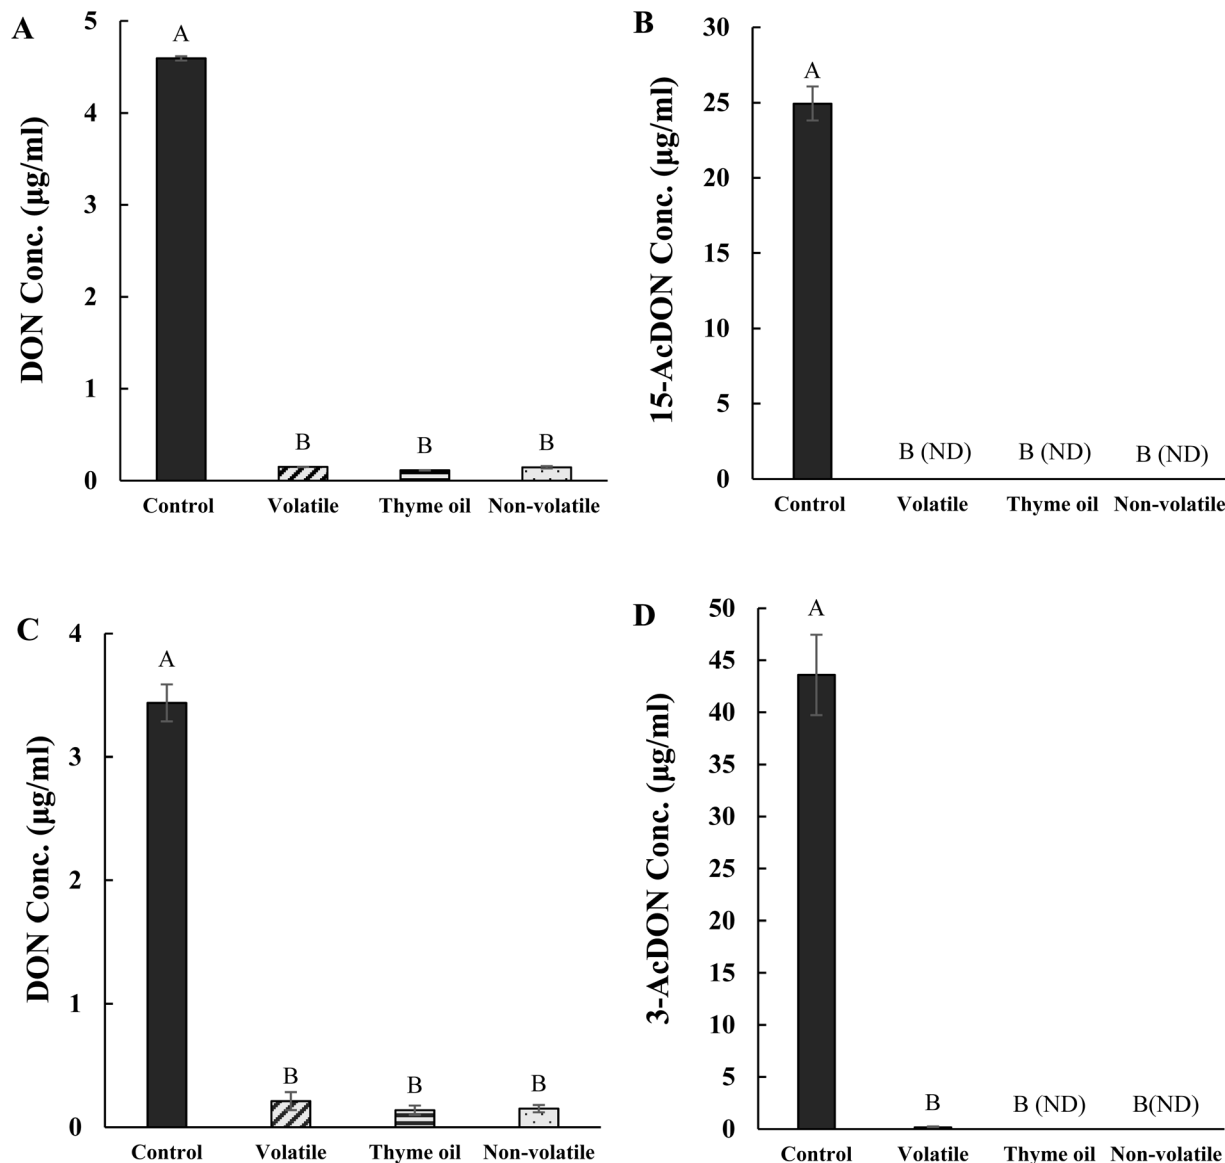 A
DON Conc. (µg/ml)
5
4
3
2
1
0
A
B
B
B
Control
Volatile
Thyme oil
Non-volatile
B
15-AcDON Conc. (µg/ml)
30
25
20
15
10
5
0
A
B (ND)
B (ND)
B (ND)
Control
Volatile
Thyme oil
Non-volatile
C
DON Conc. (µg/ml)
4
3
2
1
0
A
B
B
B
Control
Volatile
Thyme oil
Non-volatile
D
3-AcDON Conc. (µg/ml)
50
45
40
35
30
25
20
15
10
5
0
A
B
B (ND)
B(ND)
Control
Volatile
Thyme oil
Non-volatile